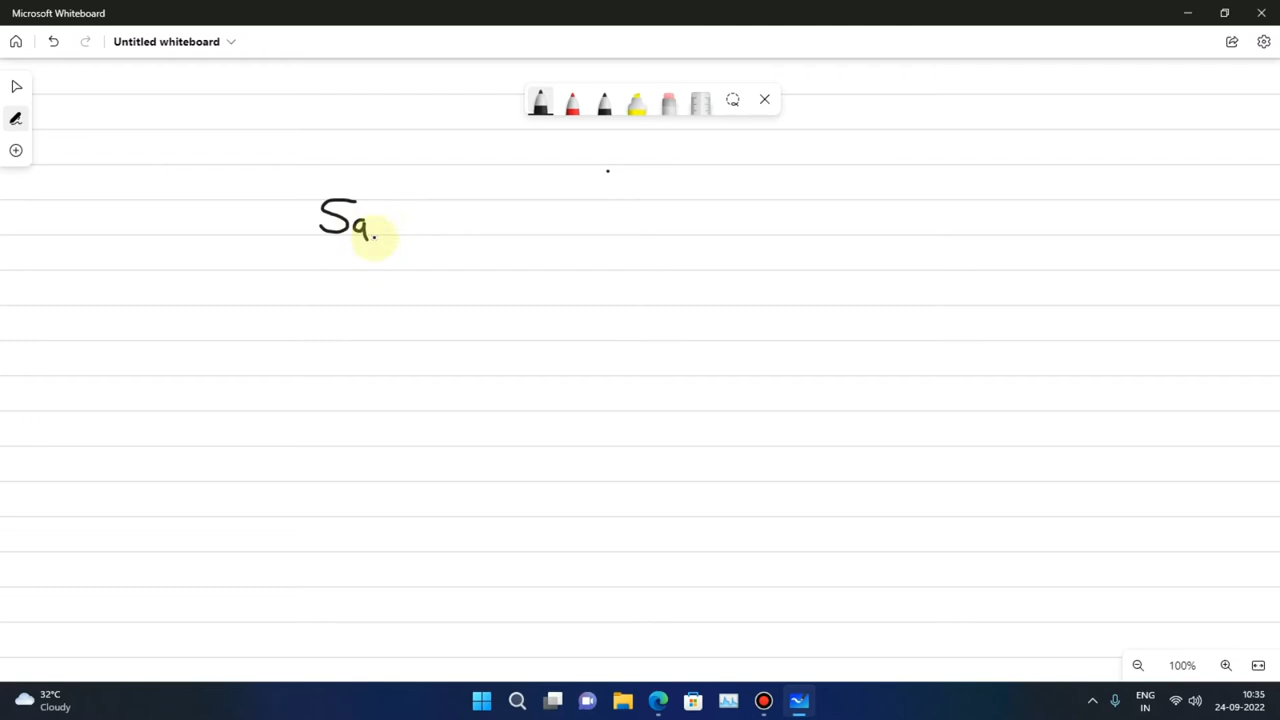 Microsoft Whiteboard
Untitled whiteboard
Sq
100%
32°C
Cloudy
ENG
IN
10:35
24-09-2022